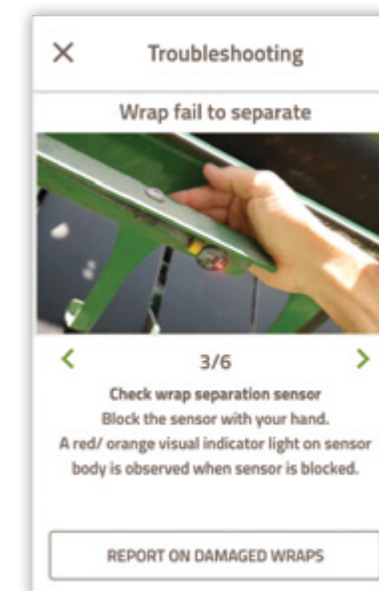 Troubleshooting
Wrap fail to separate
3/6
Check wrap separation sensor
Block the sensor with your hand.
A red/ orange visual indicator light on sensor
body is observed when sensor is blocked.
REPORT ON DAMAGED WRAPS